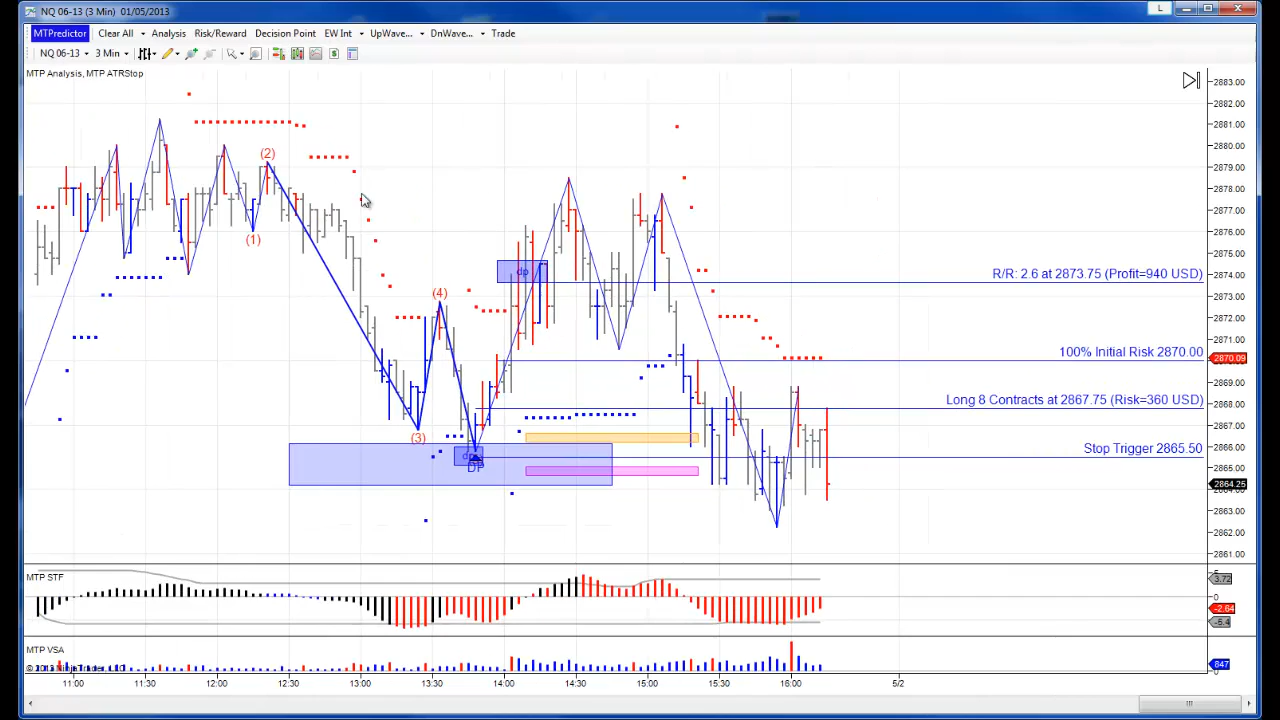 NQ 06-13 (3 Min) 01/05/2013
L
MTPredictor Clear All Analysis Risk/Reward Decision Point EW Int UpWave... DnWave... Trade
NQ 06-13 3 Min
MTP Analysis, MTP ATRStop
2883.00
2882.00
2881.00
2880.00
2879.00
2878.00
2877.00
2876.00
2875.00
2874.00
2873.00
2872.00
2871.00
2870.09
2869.00
2868.00
2867.00
2866.00
2865.00
2864.25
2863.00
2862.00
2861.00
(2)
(1)
(4)
(3)
dp
DP
R/R: 2.6 at 2873.75 (Profit=940 USD)
100% Initial Risk 2870.00
Long 8 Contracts at 2867.75 (Risk=360 USD)
Stop Trigger 2865.50
MTP STF
3.72
0
-2.64
-5.4
MTP VSA
847
11:00 11:30 12:00 12:30 13:00 13:30 14:00 14:30 15:00 15:30 16:00 5/2